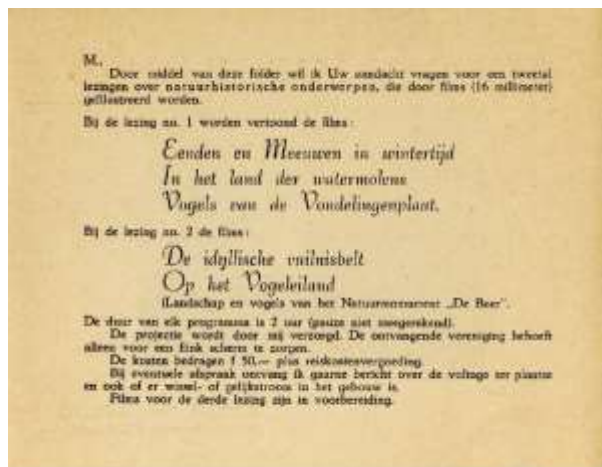 M.,
Door middel van deze folder wil ik Uw aandacht vragen voor een tweetal
lezingen over natuurhistorische onderwerpen, die door films (16 millimeter)
geïllustreerd worden.
Bij de lezing no. 1 worden vertoond de films:
Eenden en Meeuwen in wintertijd
In het land der watermolens
Vogels van de Vondelingenplaat.
Bij de lezing no. 2 de films:
De idyllische vuilnisbelt
Op het Vogeleiland
(Landschap en vogels van het Natuurmonument „De Beer".
De duur van elk programma is 2 uur (pauze niet meegerekend).
De projectie wordt door mij verzorgd. De ontvangende vereniging behoeft
alleen voor een flink scherm te zorgen.
De kosten bedragen f 50,— plus reiskostenvergoeding.
Bij eventuele afspraak ontvang ik gaarne bericht over de voltage ter plaatse
en ook of er wissel- of gelijkstroom in het gebouw is.
Films voor de derde lezing zijn in voorbereiding.